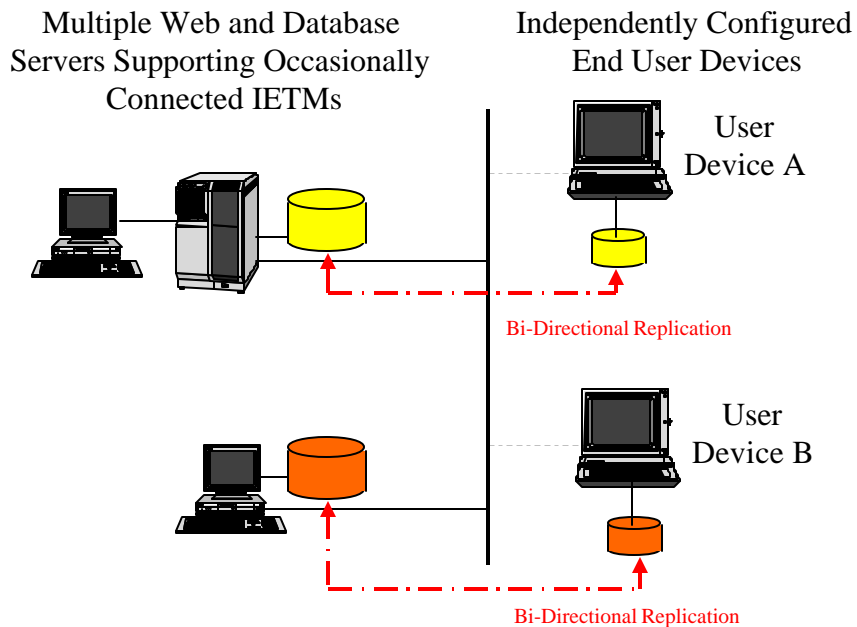 Multiple Web and Database
Servers Supporting Occasionally
Connected IETMs
Independently Configured
End User Devices
User
Device A
Bi-Directional Replication
User
Device B
Bi-Directional Replication